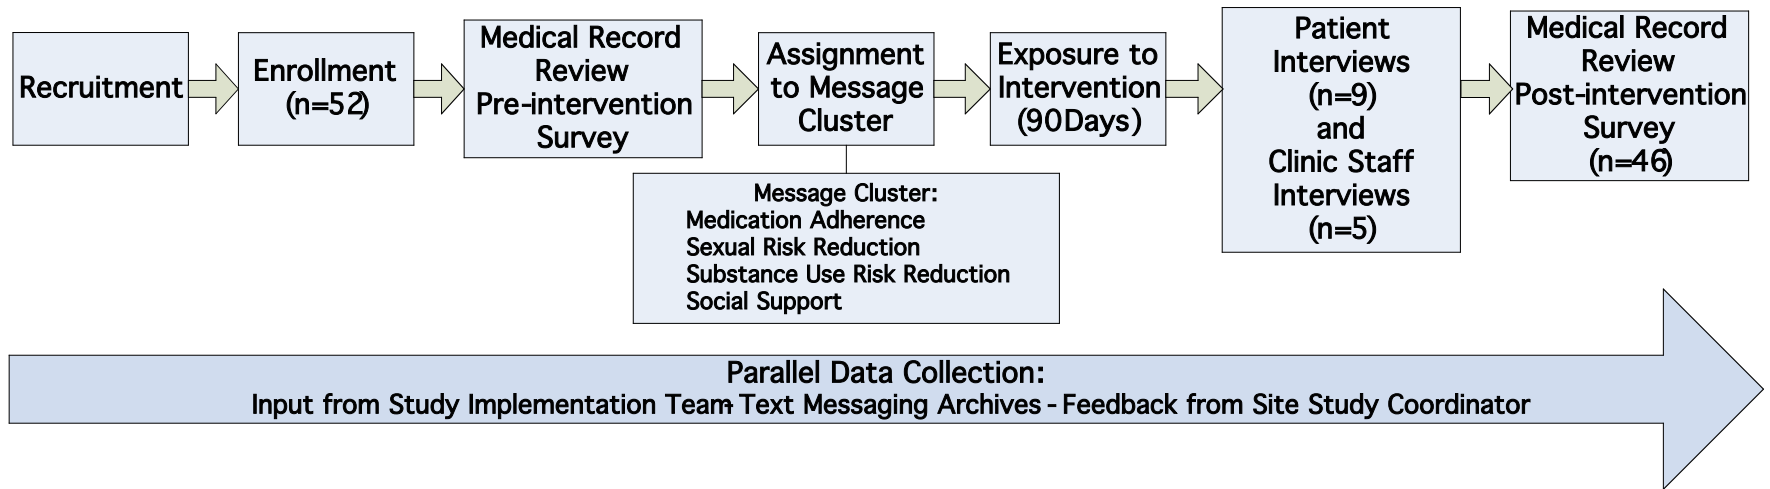 Recruitment
Enrollment
(n=52)
Medical Record
Review
Pre-intervention
Survey
Assignment
to Message
Cluster
Message Cluster:
Medication Adherence
Sexual Risk Reduction
Substance Use Risk Reduction
Social Support
Exposure to
Intervention
(90Days)
Patient
Interviews
(n=9)
and
Clinic Staff
Interviews
(n=5)
Medical Record
Review
Post-intervention
Survey
(n=46)
Parallel Data Collection:
Input from Study Implementation Team- Text Messaging Archives - Feedback from Site Study Coordinator